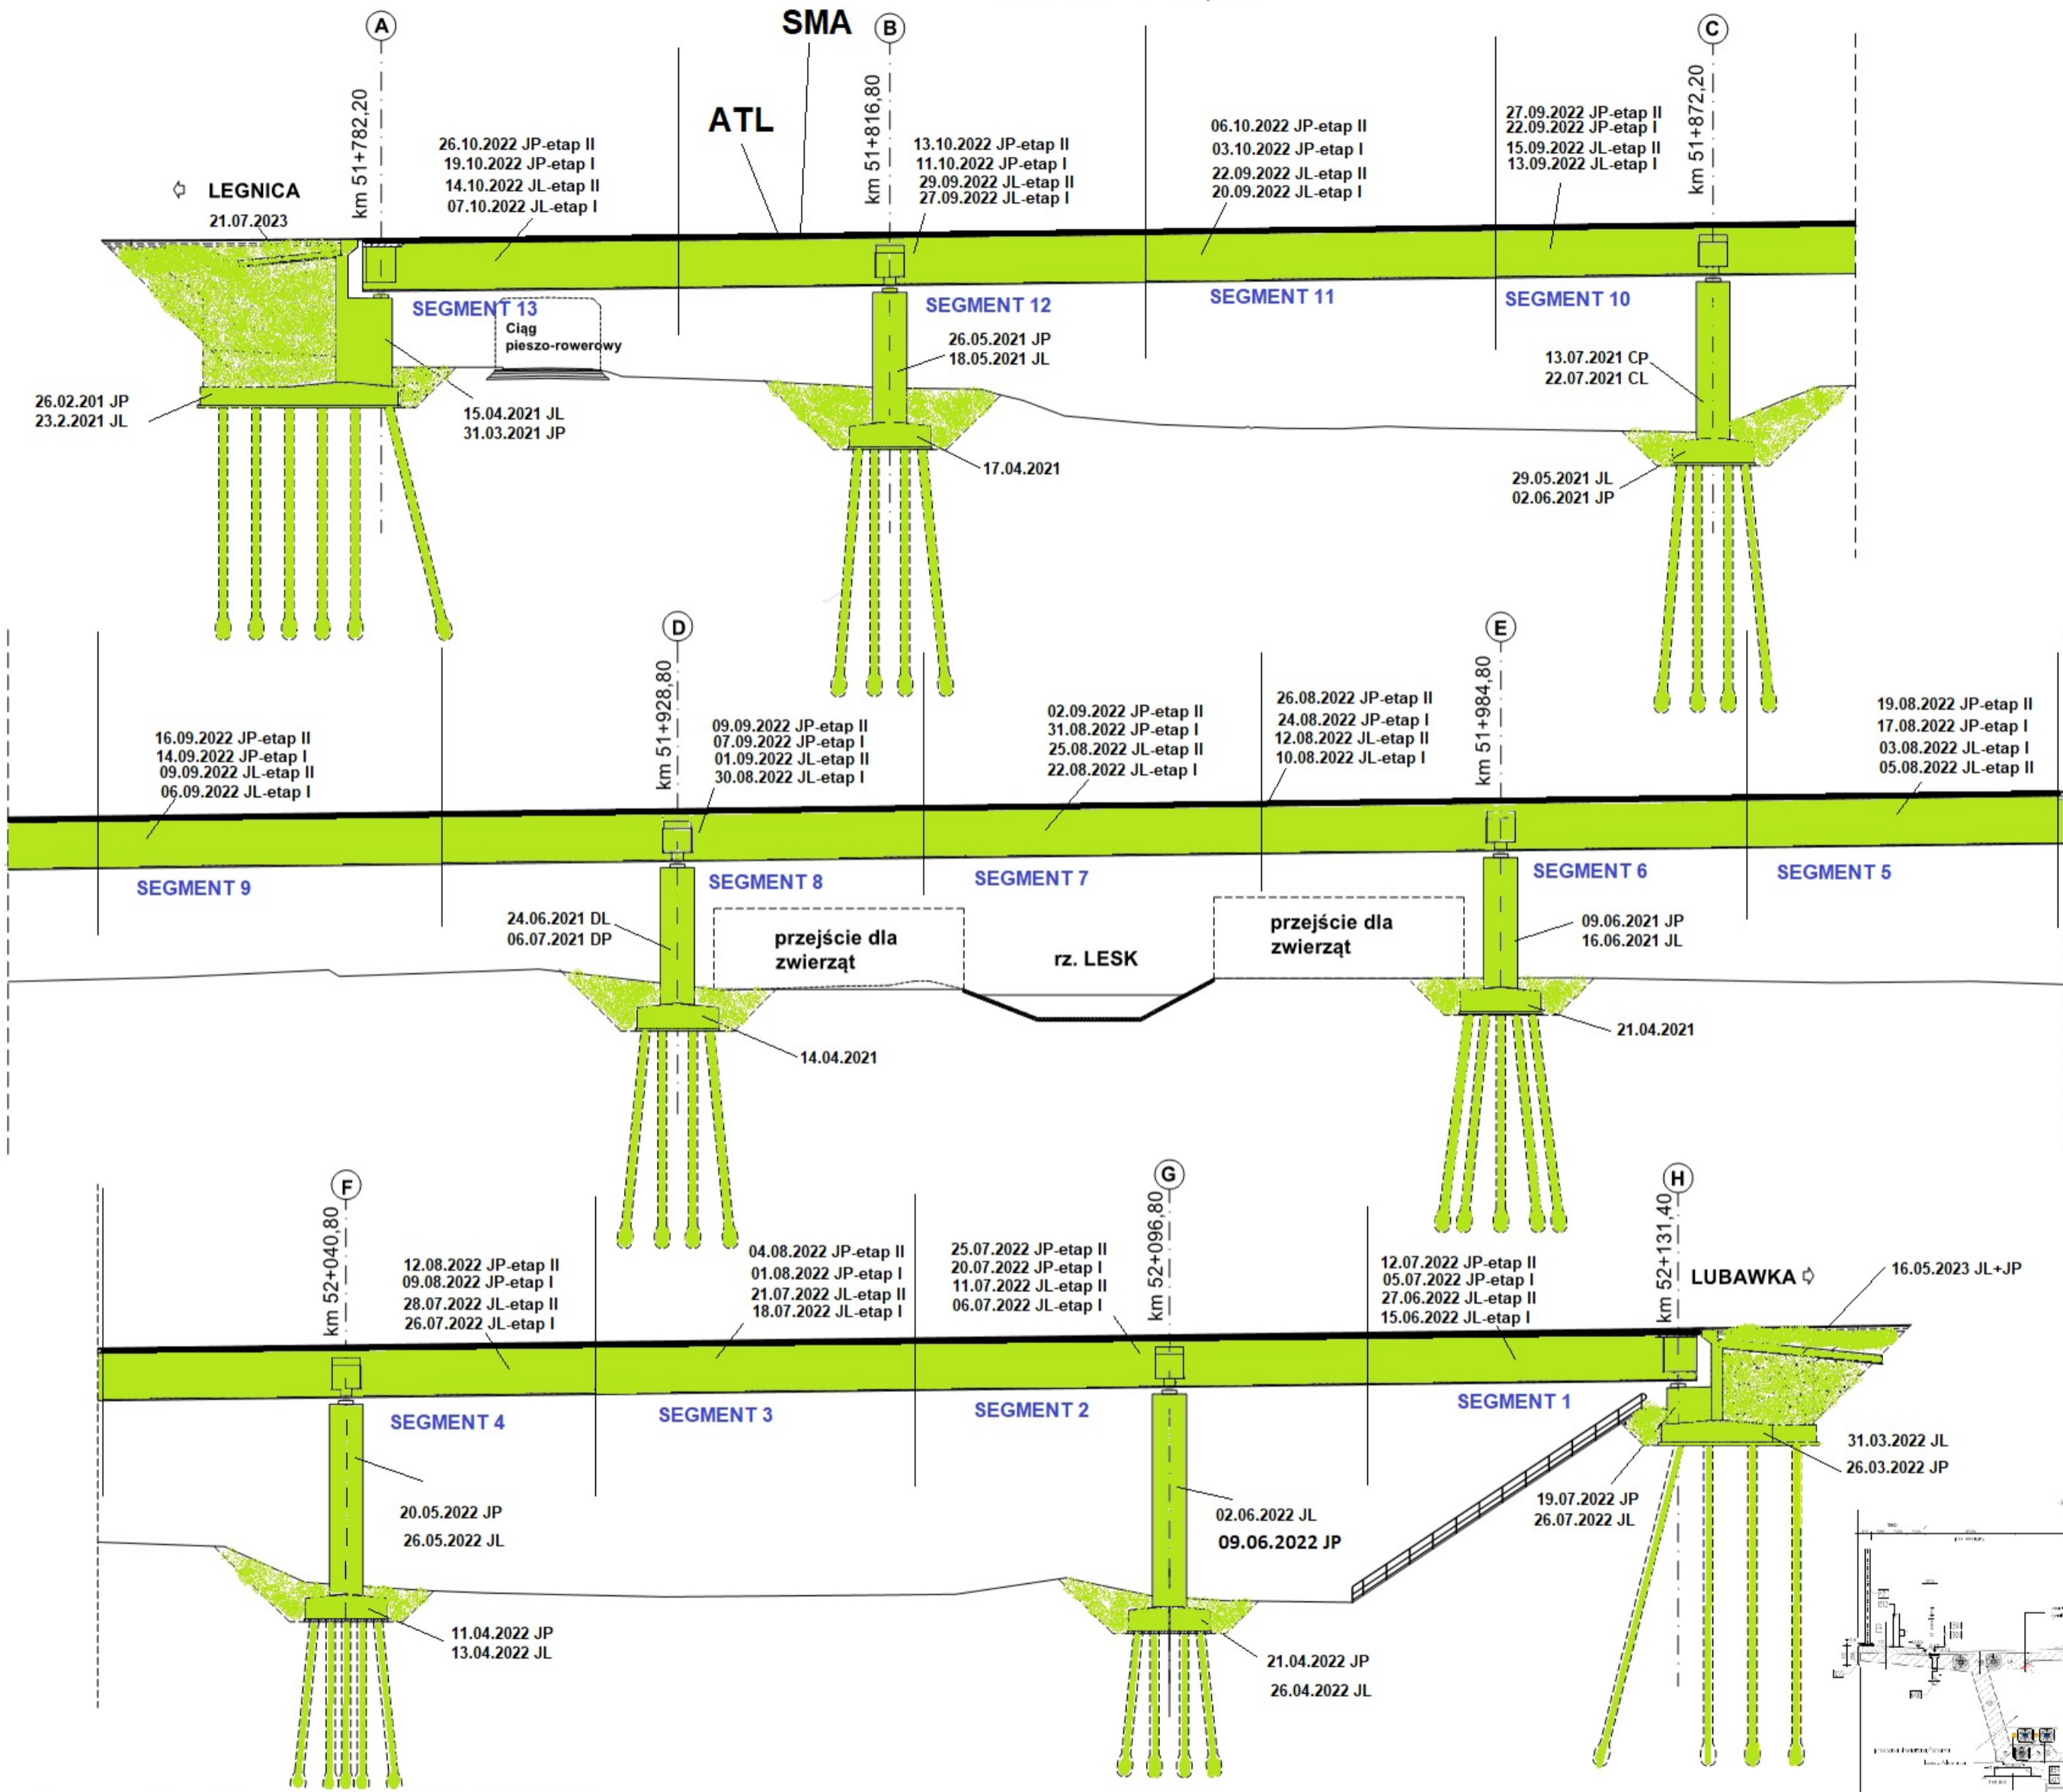 A
SMA
B
C
km 51+782,20
ATL
km 51+816,80
km 51+872,20
26.10.2022 JP-etap II
19.10.2022 JP-etap I
14.10.2022 JL-etap II
07.10.2022 JL-etap I
13.10.2022 JP-etap II
11.10.2022 JP-etap I
29.09.2022 JL-etap II
27.09.2022 JL-etap I
06.10.2022 JP-etap II
03.10.2022 JP-etap I
22.09.2022 JL-etap II
20.09.2022 JL-etap I
27.09.2022 JP-etap II
22.09.2022 JP-etap I
15.09.2022 JL-etap II
13.09.2022 JL-etap I
LEGNICA
21.07.2023
SEGMENT 13
SEGMENT 12
SEGMENT 11
SEGMENT 10
Ciąg
pieszo-rowerowy
26.05.2021 JP
18.05.2021 JL
13.07.2021 CP
22.07.2021 CL
26.02.201 JP
23.2.2021 JL
15.04.2021 JL
31.03.2021 JP
17.04.2021
29.05.2021 JL
02.06.2021 JP
D
E
km 51+928,80
km 51+984,80
16.09.2022 JP-etap II
14.09.2022 JP-etap I
09.09.2022 JL-etap II
06.09.2022 JL-etap I
09.09.2022 JP-etap II
07.09.2022 JP-etap I
01.09.2022 JL-etap II
30.08.2022 JL-etap I
02.09.2022 JP-etap II
31.08.2022 JP-etap I
25.08.2022 JL-etap II
22.08.2022 JL-etap I
26.08.2022 JP-etap II
24.08.2022 JP-etap I
12.08.2022 JL-etap II
10.08.2022 JL-etap I
19.08.2022 JP-etap II
17.08.2022 JP-etap I
03.08.2022 JL-etap I
05.08.2022 JL-etap II
SEGMENT 9
SEGMENT 8
SEGMENT 7
SEGMENT 6
SEGMENT 5
24.06.2021 DL
06.07.2021 DP
przejście dla
zwierząt
rz. LESK
przejście dla
zwierząt
09.06.2021 JP
16.06.2021 JL
14.04.2021
21.04.2021
F
G
H
km 52+040,80
km 52+096,80
km 52+131,40
12.08.2022 JP-etap II
09.08.2022 JP-etap I
28.07.2022 JL-etap II
26.07.2022 JL-etap I
04.08.2022 JP-etap II
01.08.2022 JP-etap I
21.07.2022 JL-etap II
18.07.2022 JL-etap I
25.07.2022 JP-etap II
20.07.2022 JP-etap I
11.07.2022 JL-etap II
06.07.2022 JL-etap I
12.07.2022 JP-etap II
05.07.2022 JP-etap I
27.06.2022 JL-etap II
15.06.2022 JL-etap I
LUBAWKA
16.05.2023 JL+JP
SEGMENT 4
SEGMENT 3
SEGMENT 2
SEGMENT 1
20.05.2022 JP
26.05.2022 JL
02.06.2022 JL
09.06.2022 JP
31.03.2022 JL
26.03.2022 JP
19.07.2022 JP
26.07.2022 JL
11.04.2022 JP
13.04.2022 JL
21.04.2022 JP
26.04.2022 JL